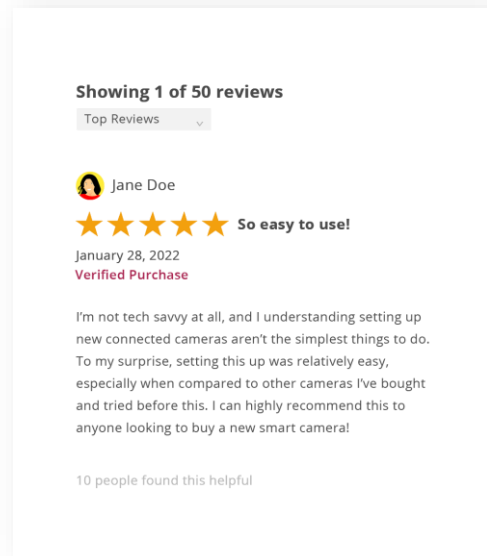 Showing 1 of 50 reviews
Top Reviews
Jane Doe
So easy to use!
January 28, 2022
Verified Purchase
I'm not tech savvy at all, and I understanding setting up
new connected cameras aren't the simplest things to do.
To my surprise, setting this up was relatively easy,
especially when compared to other cameras I've bought
and tried before this. I can highly recommend this to
anyone looking to buy a new smart camera!
10 people found this helpful